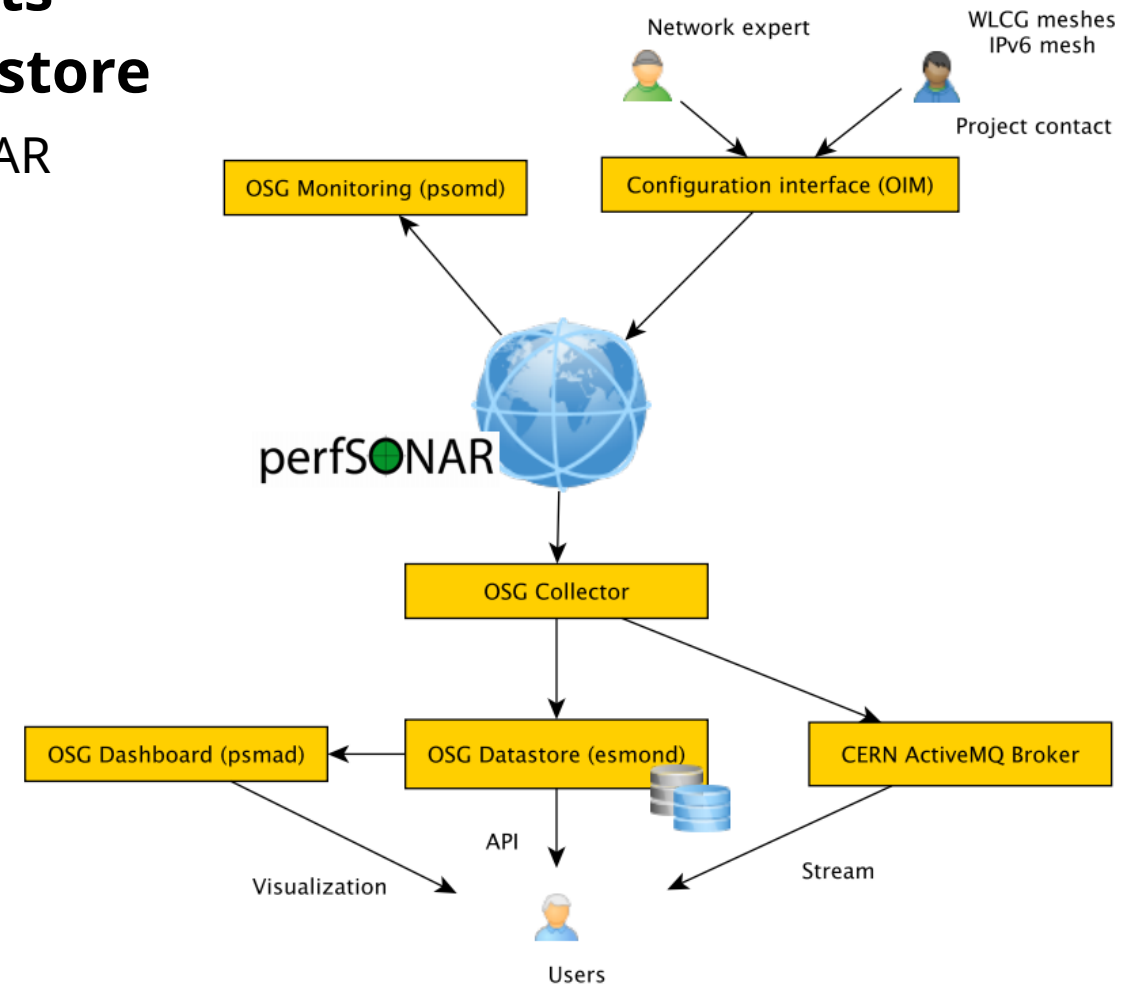 ts
store
AR
Network expert
WLCG meshes
IPv6 mesh
Project contact
OSG Monitoring (psomd)
Configuration interface (OIM)
perfSONAR
OSG Collector
OSG Dashboard (psmad)
OSG Datastore (esmond)
CERN ActiveMQ Broker
API
Stream
Visualization
Users